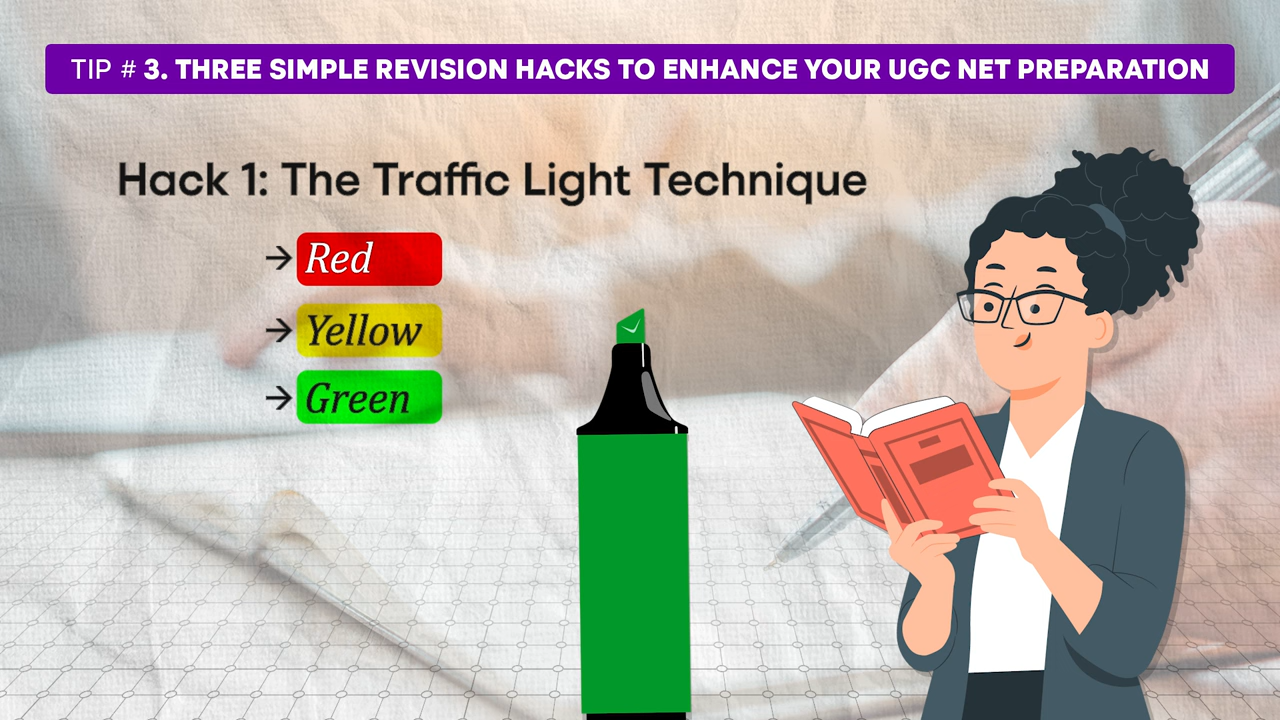 TIP # 3. THREE SIMPLE REVISION HACKS TO ENHANCE YOUR UGC NET PREPARATION
Hack 1: The Traffic Light Technique
→ Red
→ Yellow
→ Green